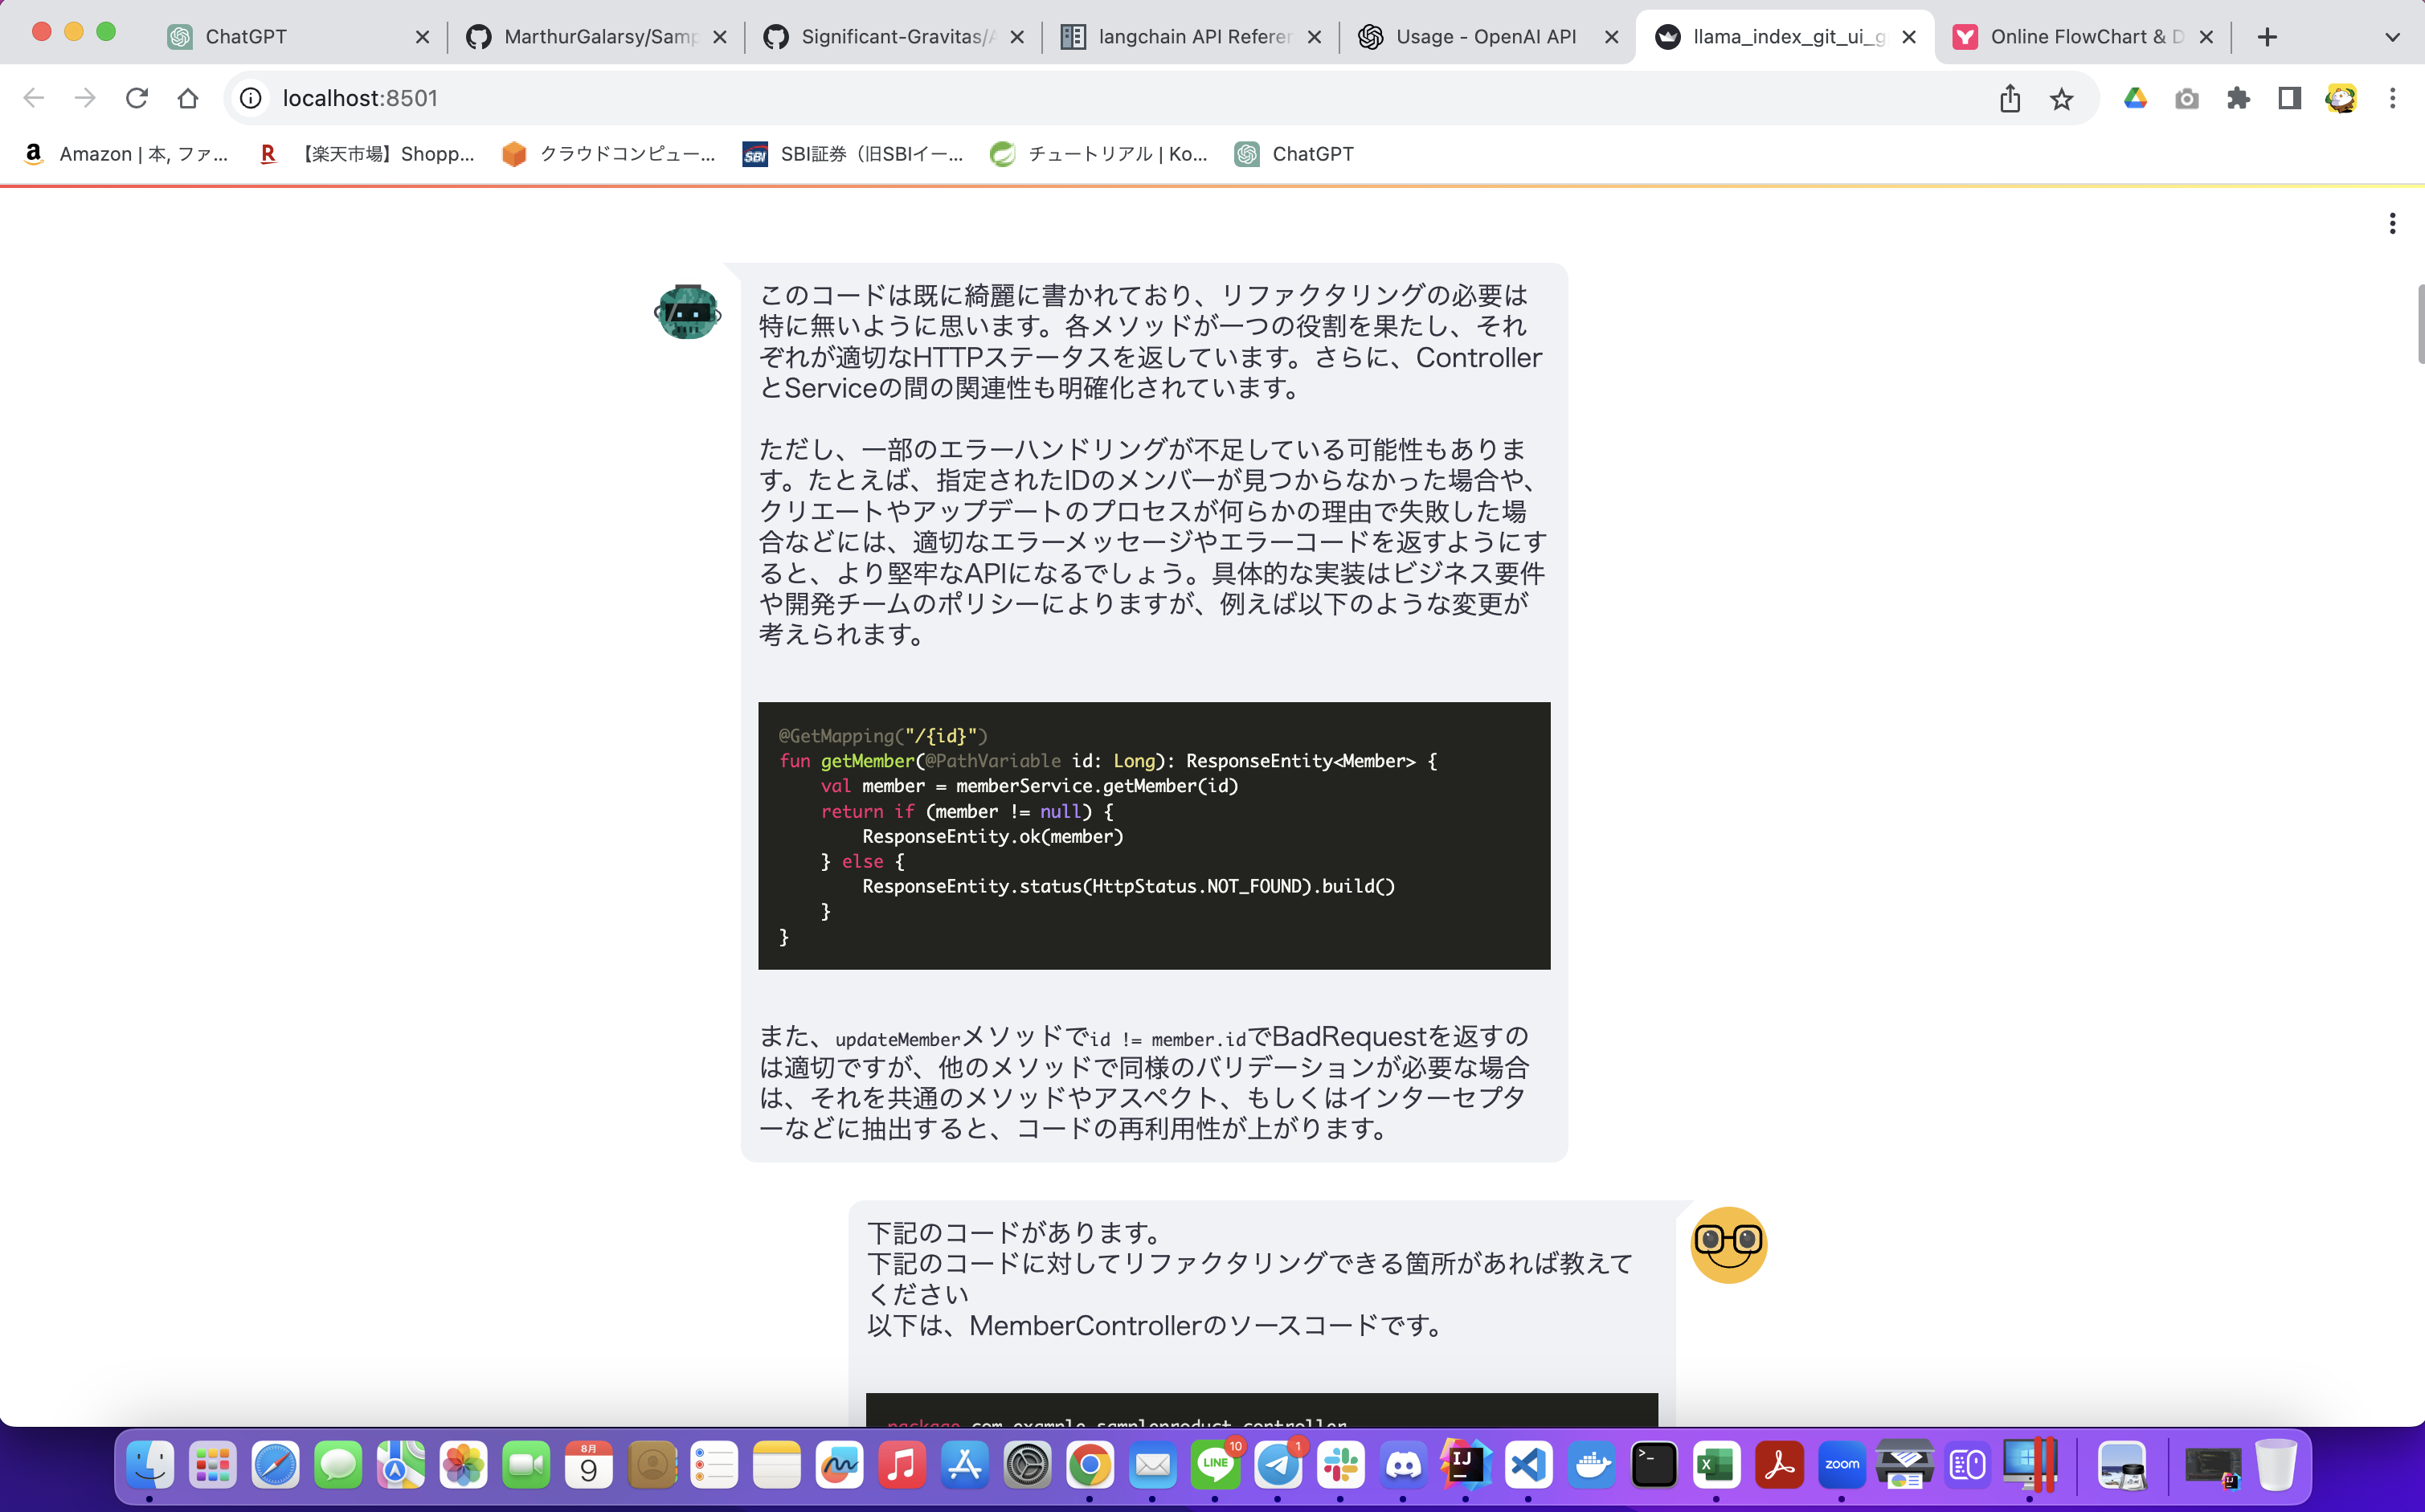 ChatGPT
MarthurGalarsy/Samp
Significant-Gravitas/A
langchain API Referer
Usage - OpenAI API
llama_index_git_ui_g
Online FlowChart & D
localhost:8501
Amazon | 本, ファ...
【楽天市場】Shopp...
クラウドコンピュー...
SBI証券（旧SBIイー...
チュートリアル | Ko...
ChatGPT
このコードは既に綺麗に書かれており、リファクタリングの必要は
特に無いように思います。各メソッドが一つの役割を果たし、それ
ぞれが適切なHTTPステータスを返しています。さらに、Controller
とServiceの間の関連性も明確化されています。
ただし、一部のエラーハンドリングが不足している可能性もありま
す。たとえば、指定されたIDのメンバーが見つからなかった場合や、
クリエートやアップデートのプロセスが何らかの理由で失敗した場
合などには、適切なエラーメッセージやエラーコードを返すようにす
ると、より堅牢なAPIになるでしょう。具体的な実装はビジネス要件
や開発チームのポリシーによりますが、例えば以下のような変更が
考えられます。
@GetMapping("/{id}")
fun getMember(@PathVariable id: Long): ResponseEntity<Member> {
    val member = memberService.getMember(id)
    return if (member != null) {
        ResponseEntity.ok(member)
    } else {
        ResponseEntity.status(HttpStatus.NOT_FOUND).build()
    }
}
また、updateMemberメソッドでid != member.idでBadRequestを返すの
は適切ですが、他のメソッドで同様のバリデーションが必要な場合
は、それを共通のメソッドやアスペクト、もしくはインターセプタ
ーなどに抽出すると、コードの再利用性が上がります。
下記のコードがあります。
下記のコードに対してリファクタリングできる箇所があれば教えて
ください
以下は、MemberControllerのソースコードです。
package com.example.sampleproduct.controller
8月
9
LINE
10
1
IJ
zoom